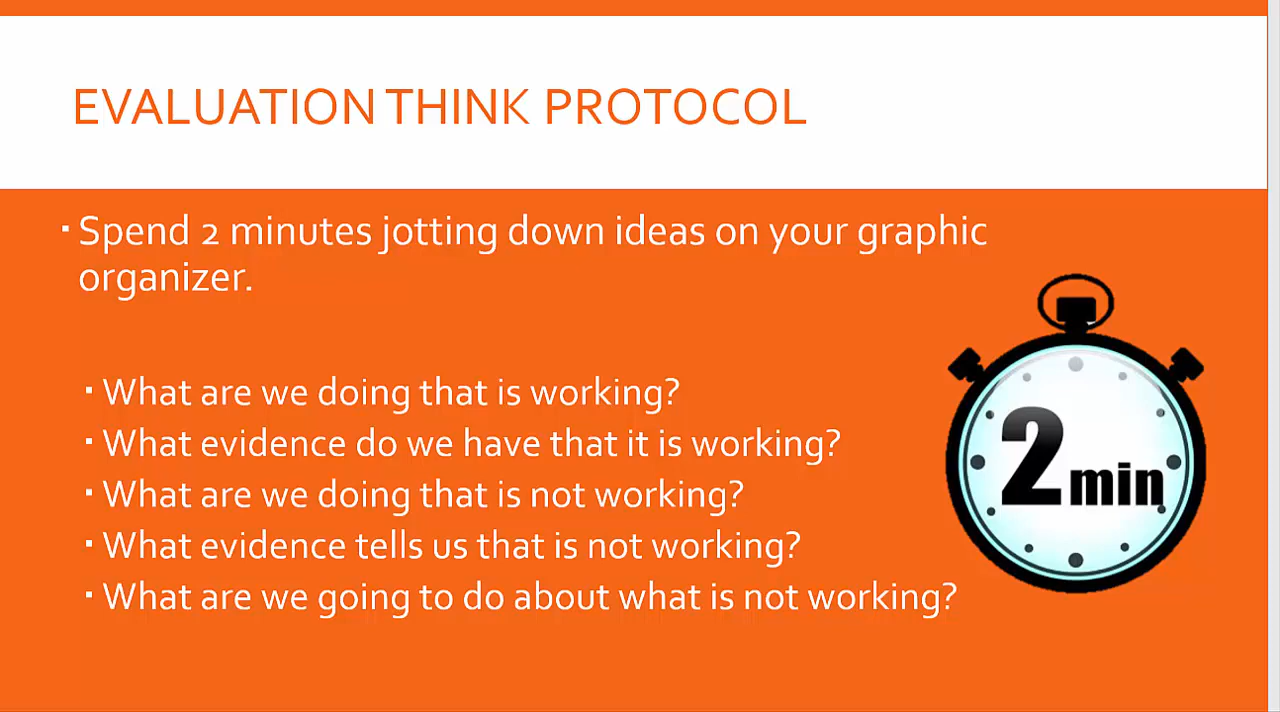 EVALUATION THINK PROTOCOL
▪ Spend 2 minutes jotting down ideas on your graphic
organizer.
▪ What are we doing that is working?
▪ What evidence do we have that it is working?
▪ What are we doing that is not working?
▪ What evidence tells us that is not working?
▪ What are we going to do about what is not working?
2 min